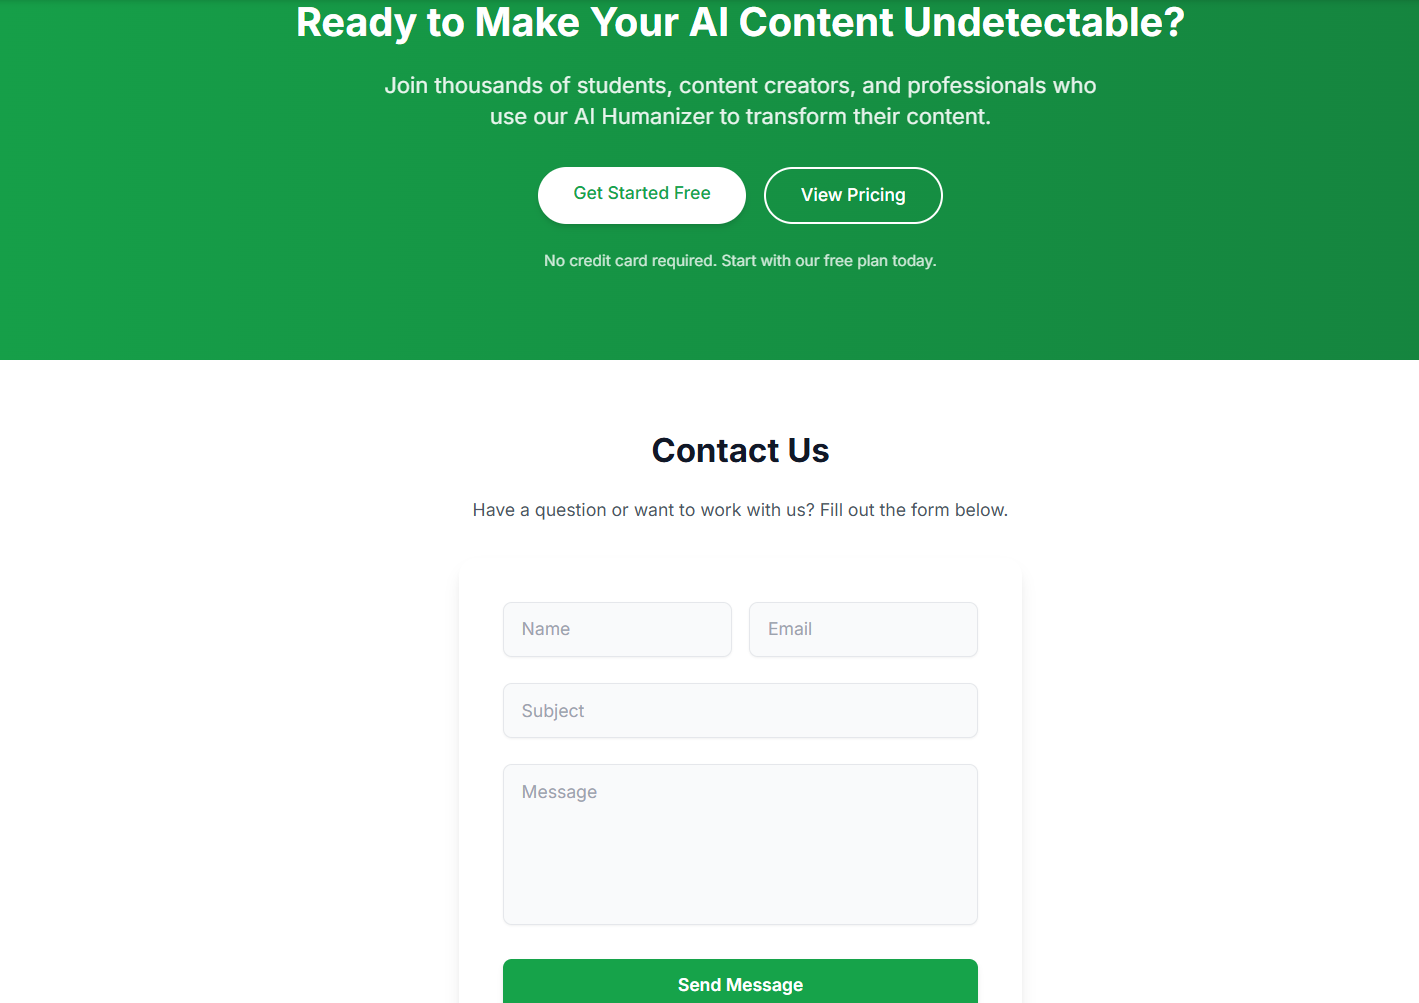 Ready to Make Your AI Content Undetectable?
Join thousands of students, content creators, and professionals who
use our AI Humanizer to transform their content.
Get Started Free
View Pricing
No credit card required. Start with our free plan today.
Contact Us
Have a question or want to work with us? Fill out the form below.
Name
Email
Subject
Message
Send Message